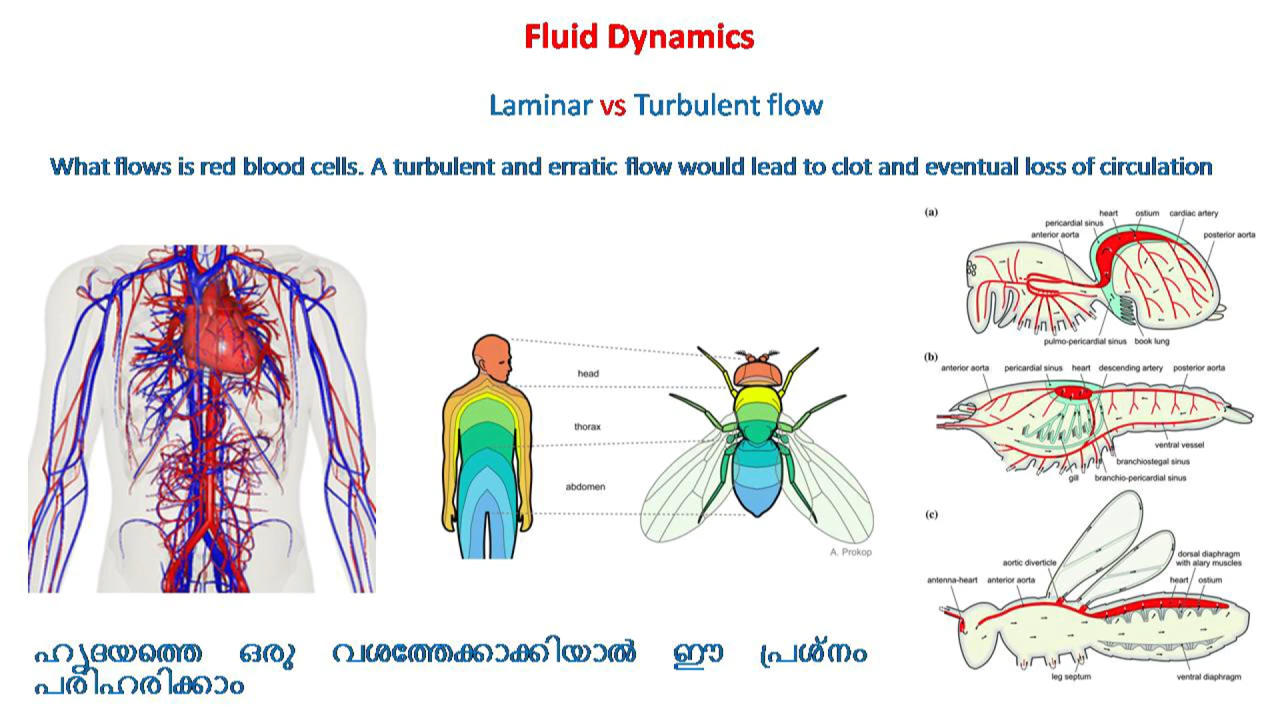 Fluid Dynamics
Laminar vs Turbulent flow
What flows is red blood cells. A turbulent and erratic flow would lead to clot and eventual loss of circulation
head
thorax
abdomen
A. Prokop
(a)
heart ostium cardiac artery
pericardial sinus
anterior aorta posterior aorta
pulmo-pericardial sinus book lung
(b)
anterior aorta pericardial sinus heart descending artery posterior aorta
ventral vessel
branchiostegal sinus
gill branchio-pericardial sinus
(c)
dorsal diaphragm
aortic diverticle with alary muscles
antenna-heart anterior aorta heart ostium
leg septum ventral diaphragm
ഹൃദയത്തെ ഒരു വശത്തേക്കാക്കിയാൽ ഈ പ്രശ്നം
പരിഹരിക്കാം